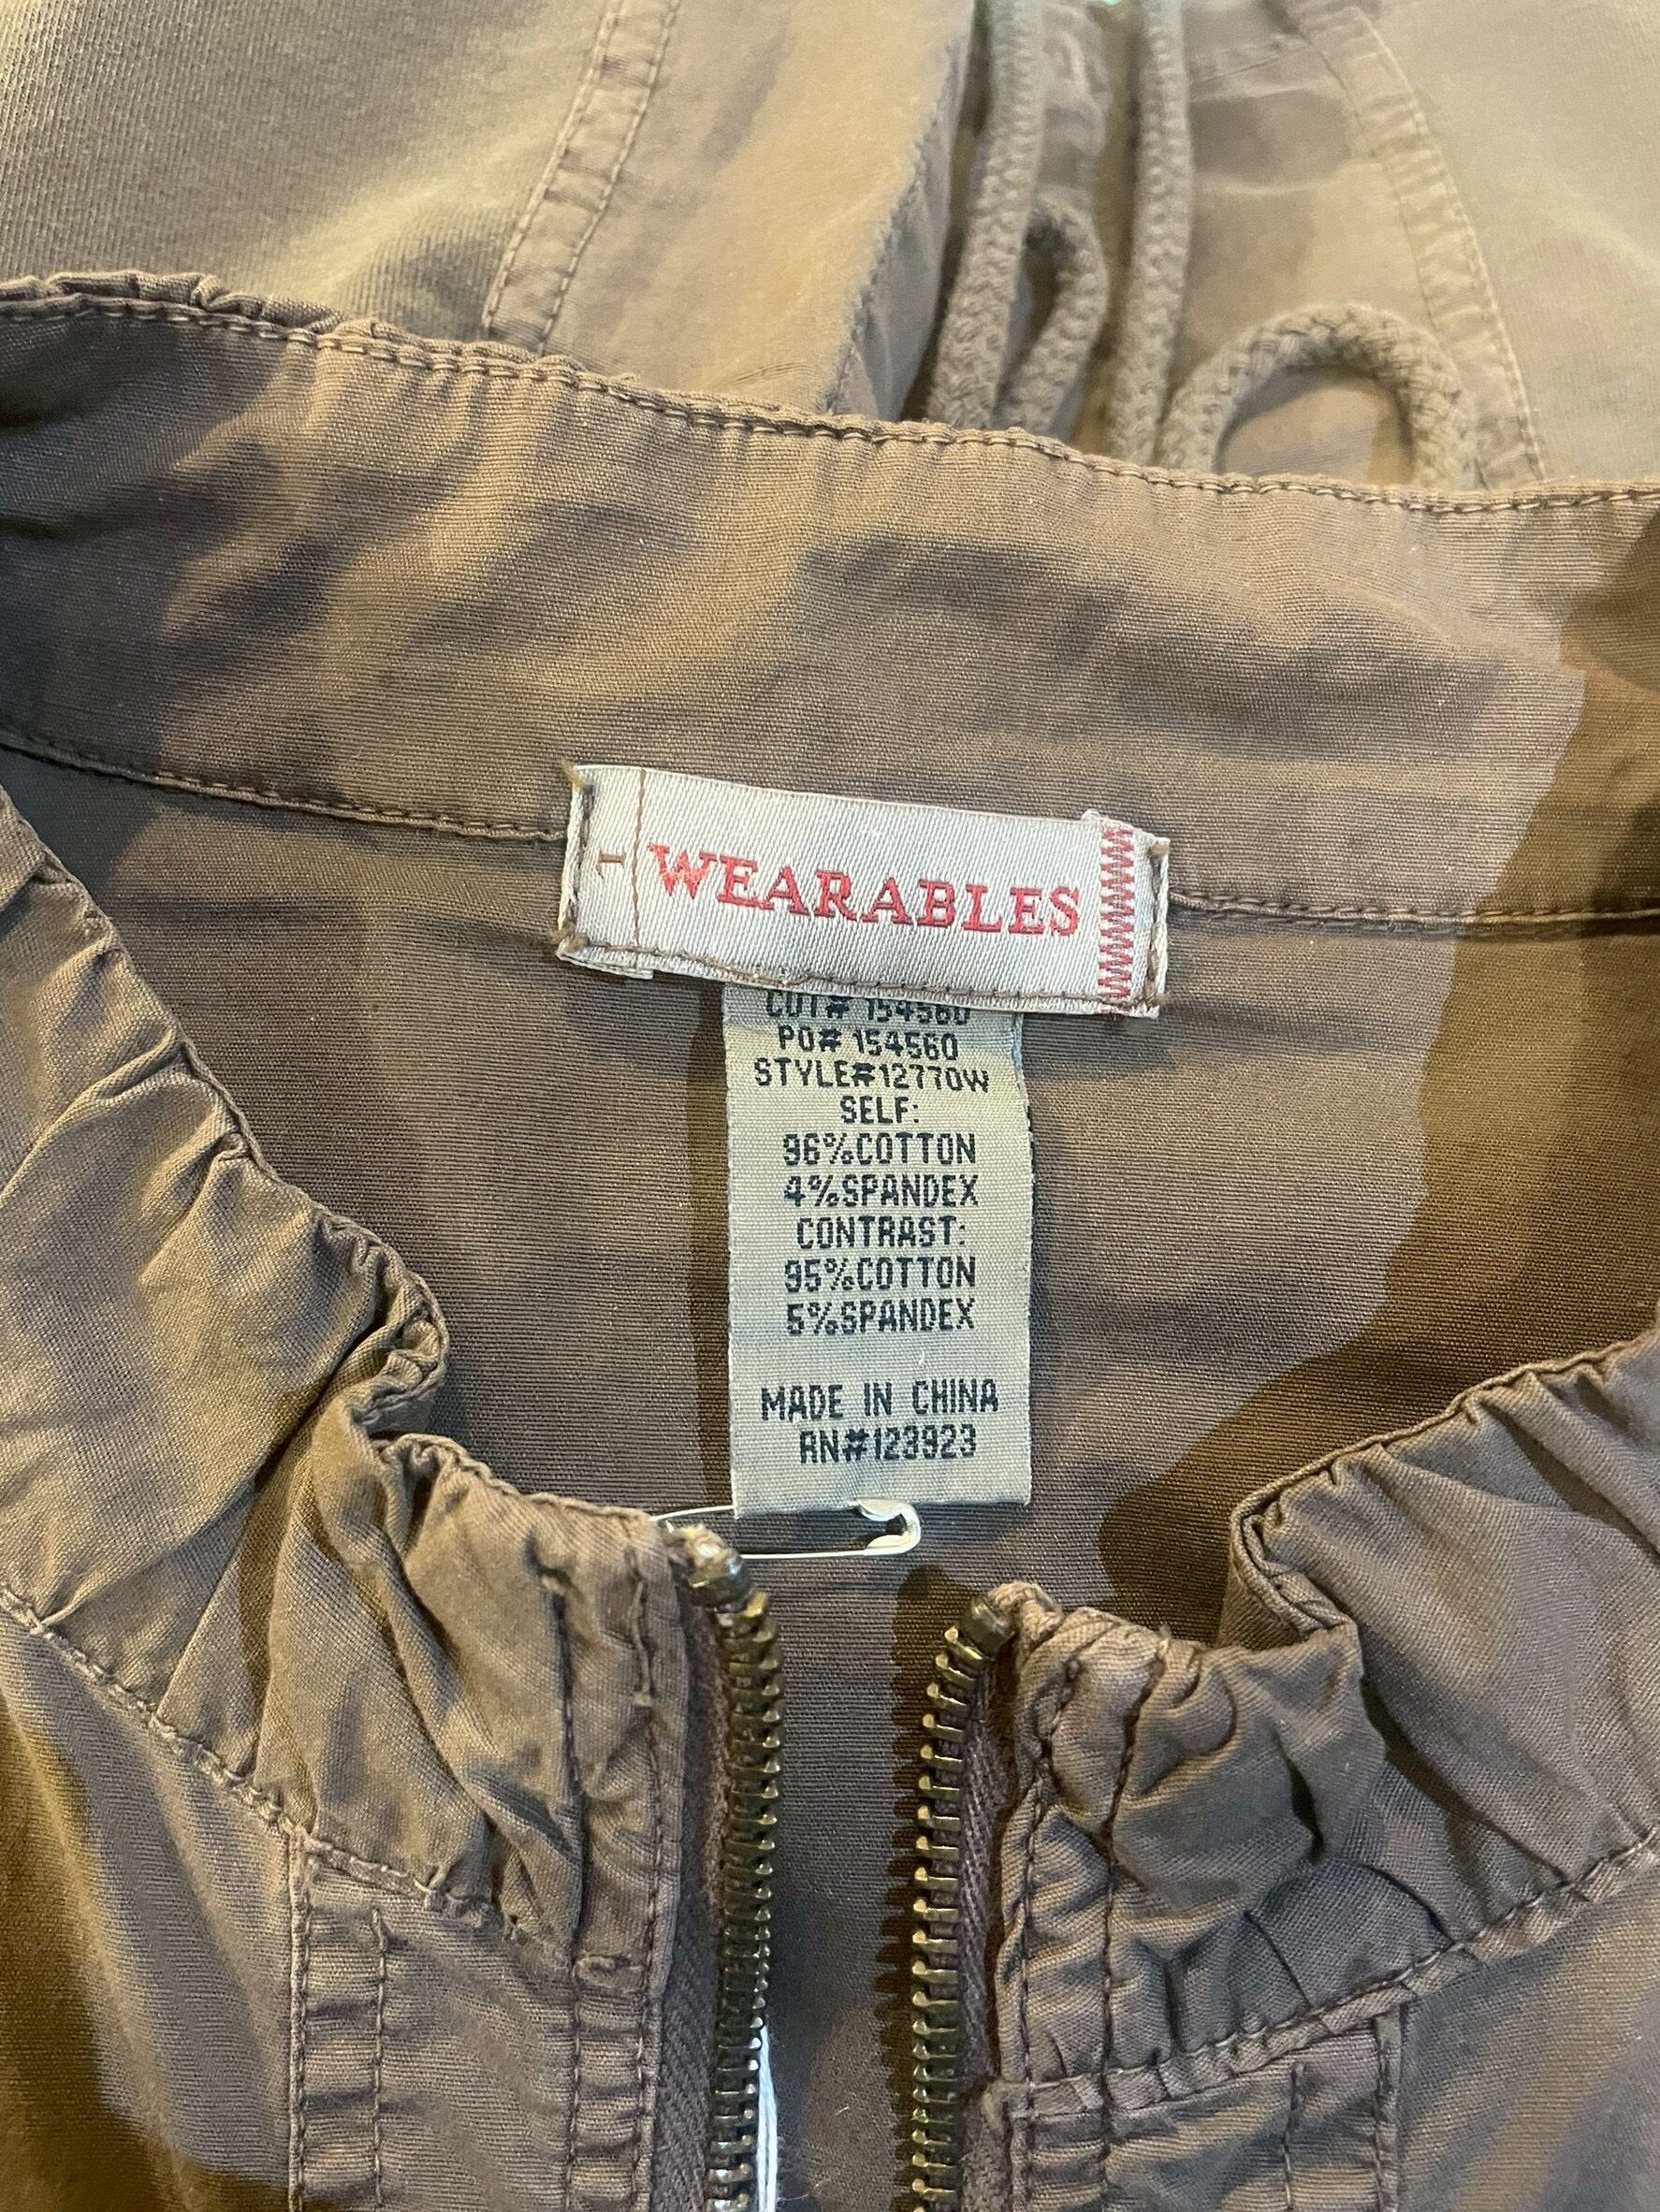 WEARABLES
CUT# 154560
PO# 154560
STYLE#12770W
SELF:
96%COTTON
4%SPANDEX
CONTRAST:
95%COTTON
5%SPANDEX
MADE IN CHINA
RN#123923